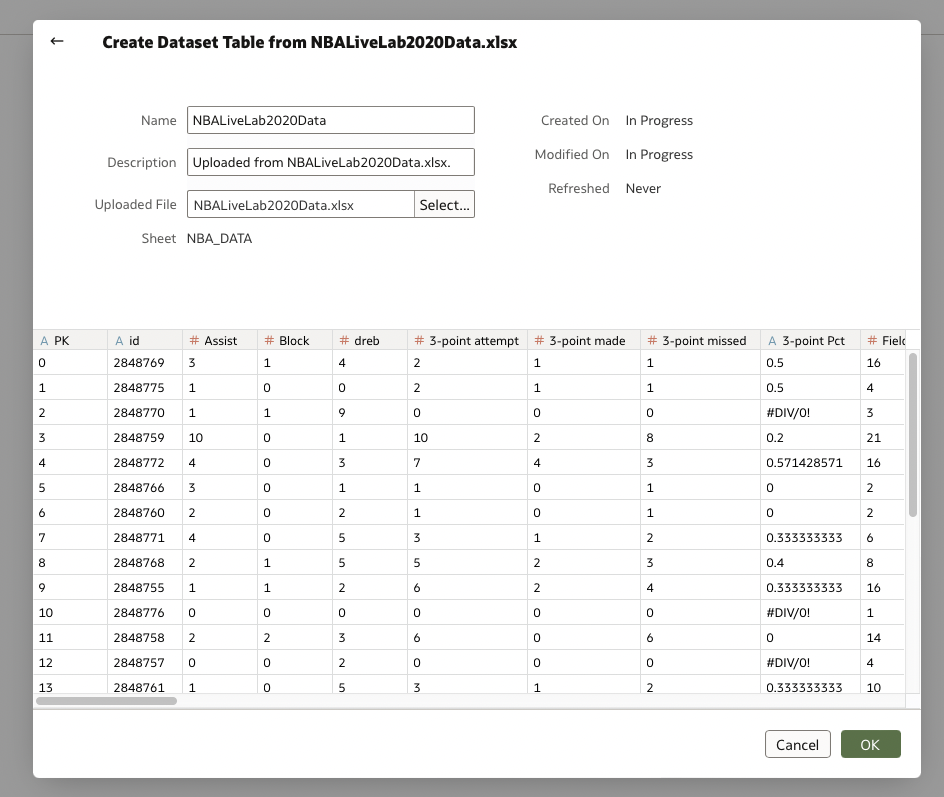 ← Create Dataset Table from NBALiveLab2020Data.xlsx
Name NBALiveLab2020Data Created On In Progress
Description Uploaded from NBALiveLab2020Data.xlsx. Modified On In Progress
Uploaded File NBALiveLab2020Data.xlsx Select... Refreshed Never
Sheet NBA_DATA
A PK A id # Assist # Block # dreb # 3-point attempt # 3-point made # 3-point missed A 3-point Pct # Field
0 2848769 3 1 4 2 1 1 0.5 16
1 2848775 1 0 0 2 1 1 0.5 4
2 2848770 1 1 9 0 0 0 #DIV/0! 3
3 2848759 10 0 1 10 2 8 0.2 21
4 2848772 4 0 3 7 4 3 0.571428571 16
5 2848766 3 0 1 1 0 1 0 2
6 2848760 2 0 2 1 0 1 0 2
7 2848771 4 0 5 3 1 2 0.333333333 6
8 2848768 2 1 5 5 2 3 0.4 8
9 2848755 1 1 2 6 2 4 0.333333333 16
10 2848776 0 0 0 0 0 0 #DIV/0! 1
11 2848758 2 2 3 6 0 6 0 14
12 2848757 0 0 2 0 0 0 #DIV/0! 4
13 2848761 1 0 5 3 1 2 0.333333333 10
Cancel OK